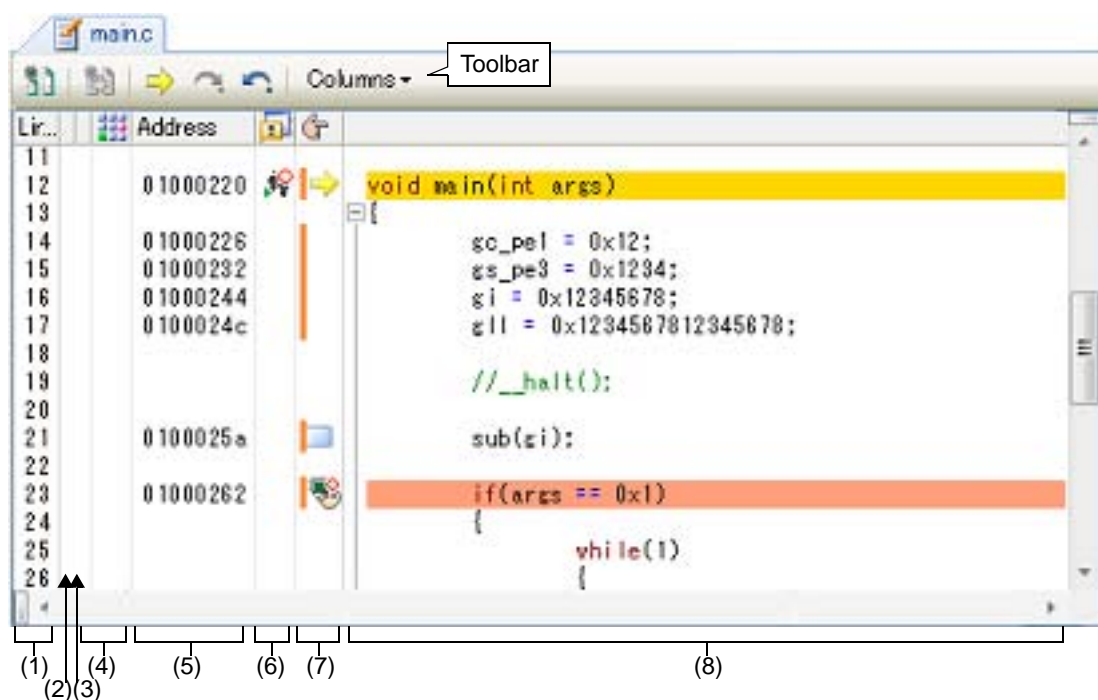 main.c
Toolbar
Columns
Lir... Address
11
12 01000220 void main(int args)
13 {
14 01000226 gc_pe1 = 0x12;
15 01000232 gs_pe3 = 0x1234;
16 01000244 gi = 0x12345678;
17 0100024c gll = 0x1234567812345678;
18
19 //__halt();
20
21 0100025a sub(gi);
22
23 01000262 if(args == 0x1)
24 {
25 while(1)
26 {
(1) (4) (5) (6) (7) (8)
(2)(3)